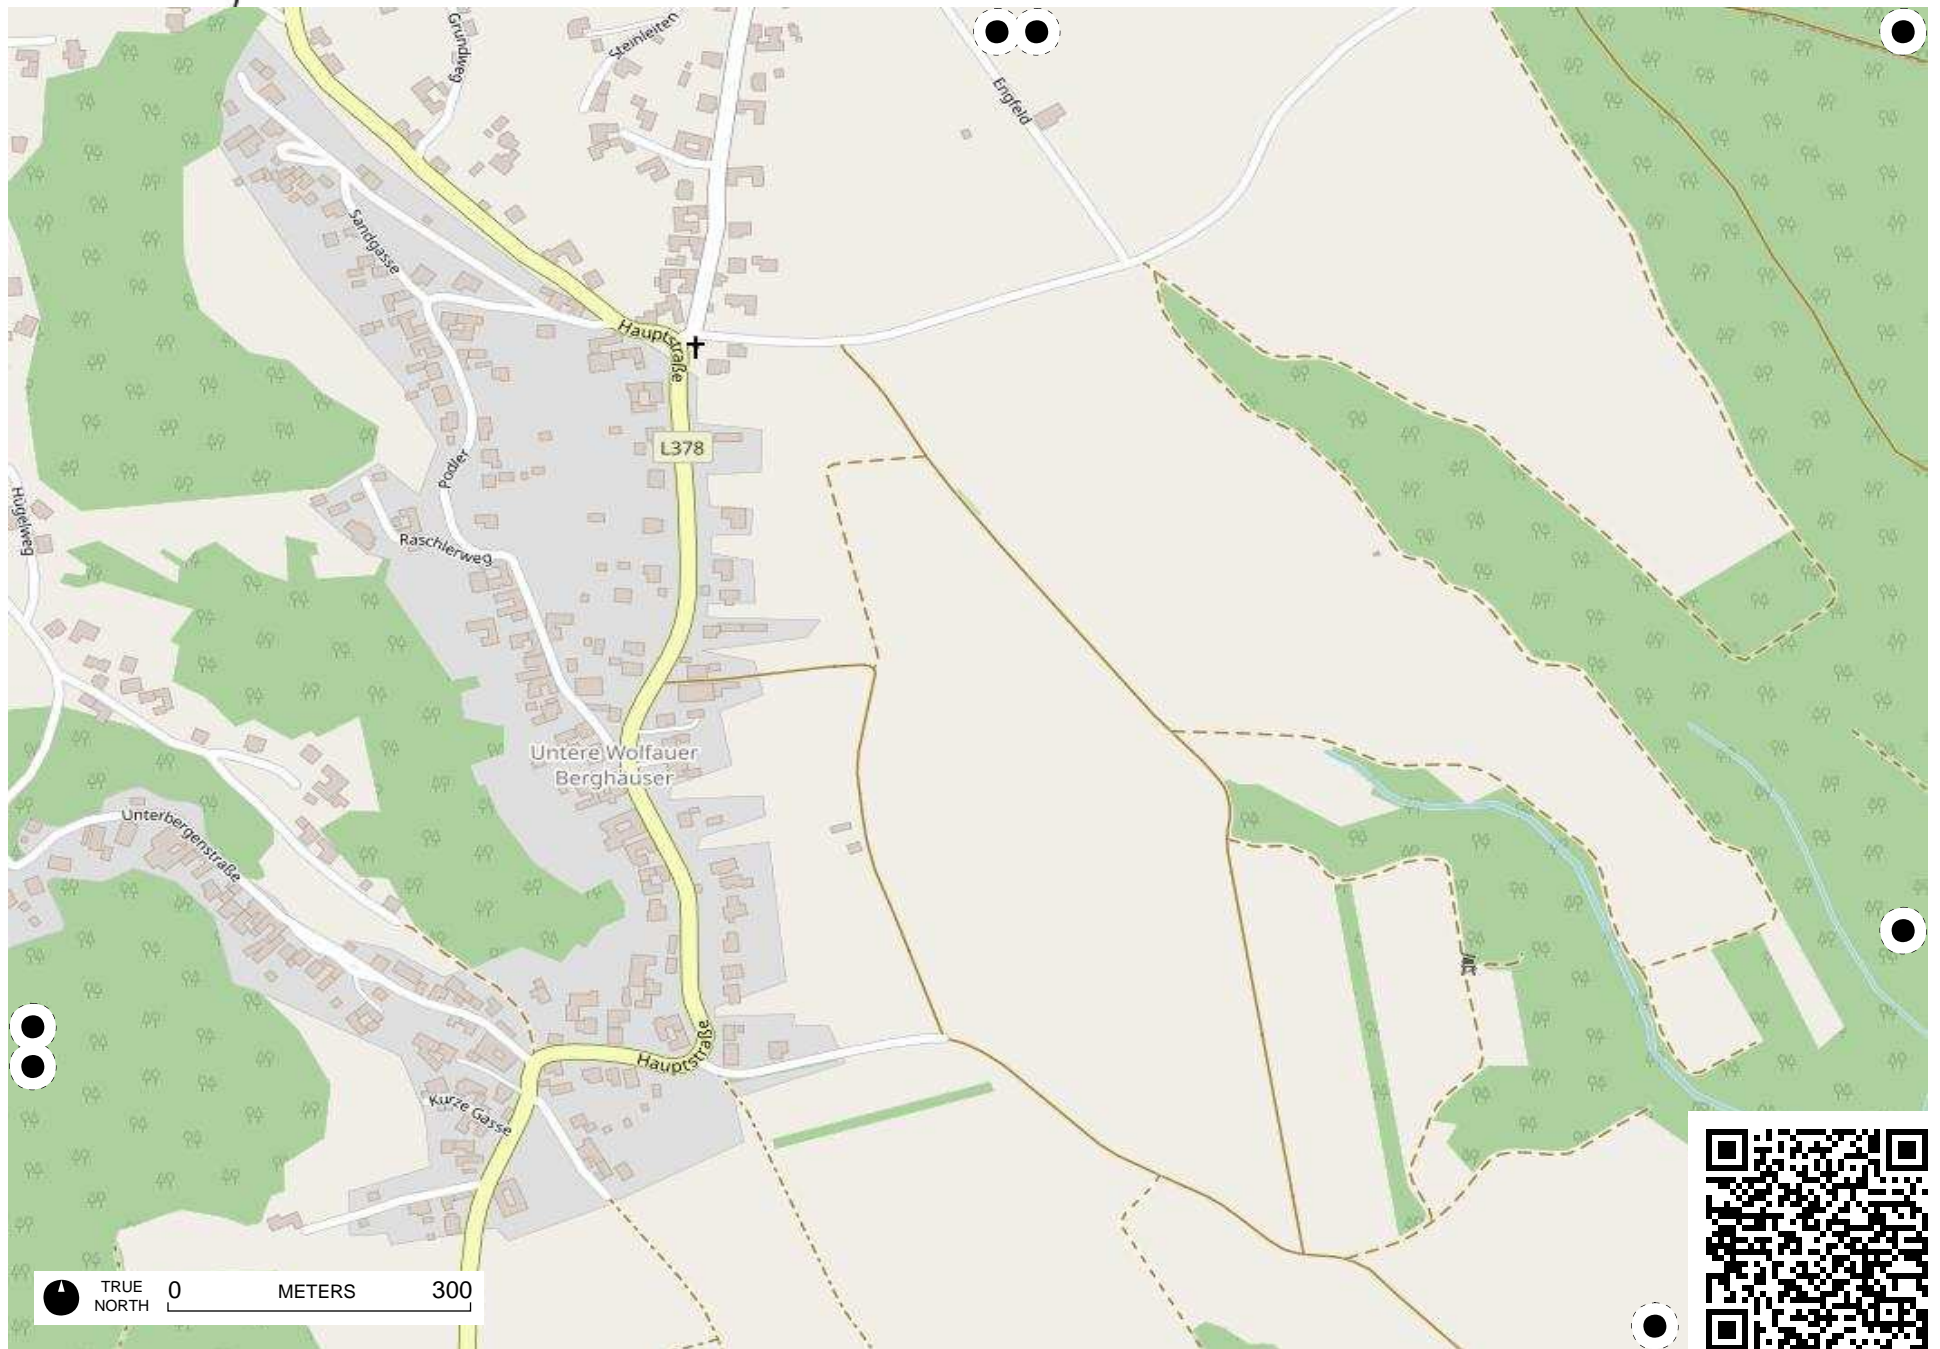 Grundweg
Steinleiten
Engfeld
Sandgasse
Hauptstraße
L378
Podler
Hügelweg
Raschlerweg
Untere Wolfauer
Berghäuser
Unterbergenstraße
Hauptstraße
Kurze Gasse
TRUE
NORTH
0 METERS 300